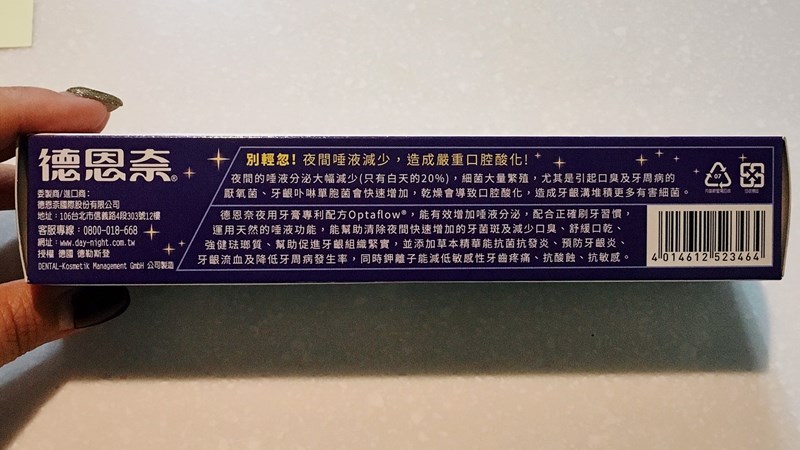 德恩奈®
委製商/進口商：
德恩奈國際股份有限公司
地址：106台北市信義路4段303號12樓
客服專線：0800-018-668
網址：www.day-night.com.tw
授權 德國 德勒斯登
DENTAL-Kosmetik Management GmbH 公司製造
別輕忽！夜間唾液減少，造成嚴重口腔酸化！
夜間的唾液分泌大幅減少(只有白天的20%)，細菌大量繁殖，尤其是引起口臭及牙周病的
厭氧菌、牙齦卟啉單胞菌會快速增加，乾燥會導致口腔酸化，造成牙齦溝堆積更多有害細菌。
德恩奈夜用牙膏專利配方Optaflow®，能有效增加唾液分泌，配合正確刷牙習慣，
運用天然的唾液功能，能幫助清除夜間快速增加的牙菌斑及減少口臭、舒緩口乾、
強健琺瑯質、幫助促進牙齦組織緊實，並添加草本精華能抗菌抗發炎、預防牙齦炎、
牙齦流血及降低牙周病發生率，同時鉀離子能減低敏感性牙齒疼痛、抗酸蝕、抗敏感。
07
4 014612 523464